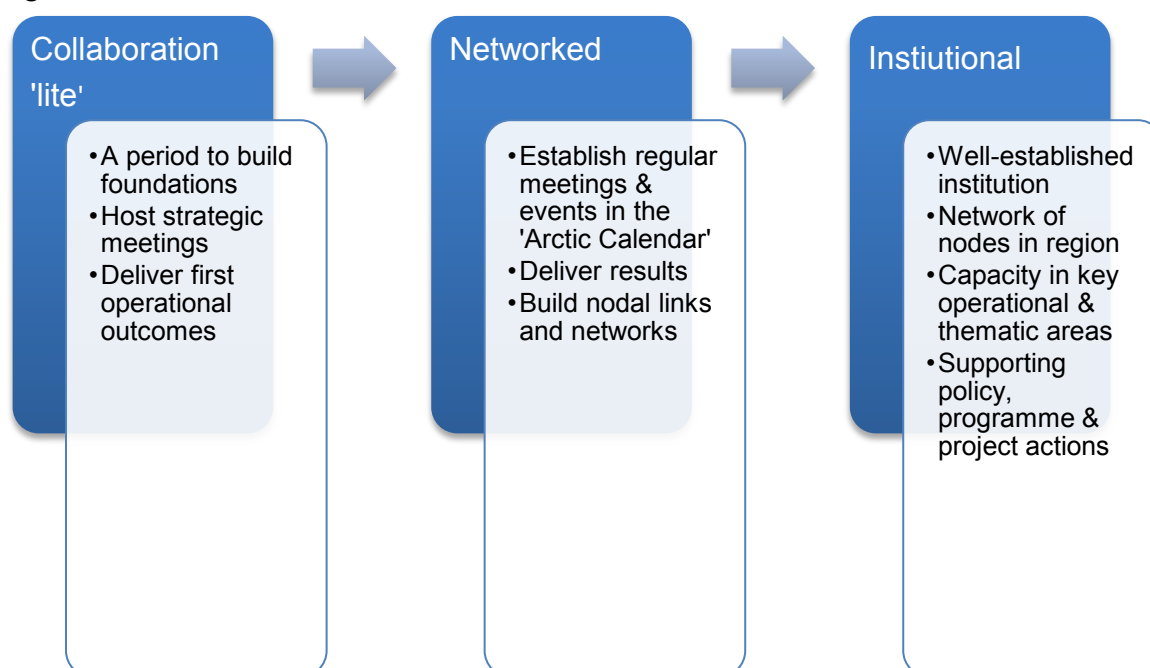 Collaboration
'lite'
•A period to build
foundations
•Host strategic
meetings
•Deliver first
operational
outcomes
Networked
•Establish regular
meetings &
events in the
'Arctic Calendar'
•Deliver results
•Build nodal links
and networks
Instiutional
•Well-established
institution
•Network of
nodes in region
•Capacity in key
operational &
thematic areas
•Supporting
policy,
programme &
project actions